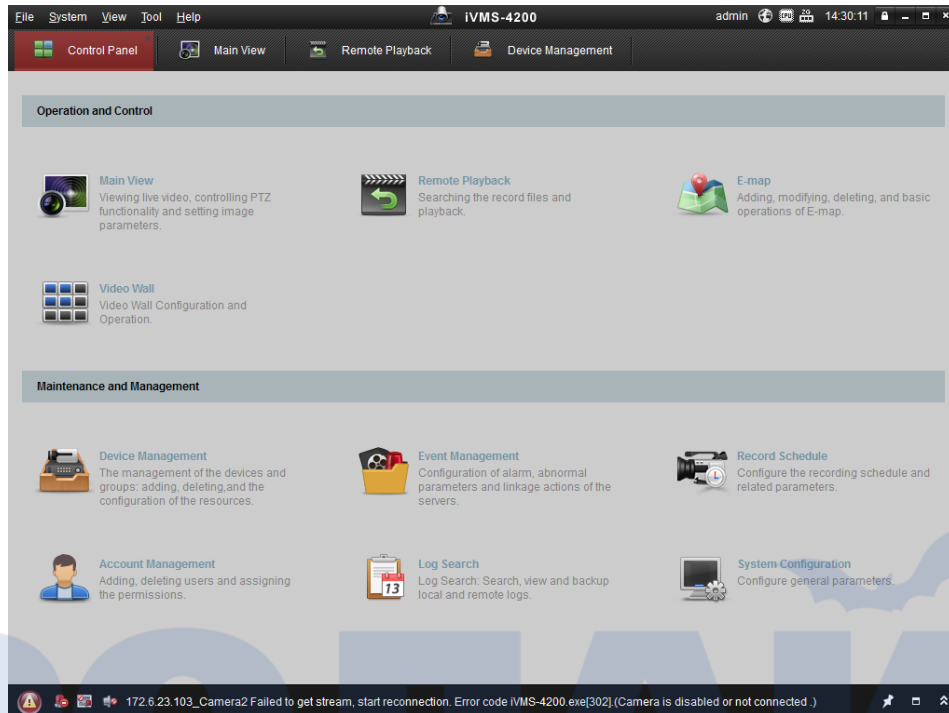 File System View Tool Help iVMS-4200 admin 14:30:11
Control Panel Main View Remote Playback Device Management
Operation and Control
Main View
Viewing live video, controlling PTZ
functionality and setting image
parameters.
Remote Playback
Searching the record files and
playback.
E-map
Adding, modifying, deleting, and basic
operations of E-map.
Video Wall
Video Wall Configuration and
Operation.
Maintenance and Management
Device Management
The management of the devices and
groups: adding, deleting,and the
configuration of the resources.
Event Management
Configuration of alarm, abnormal
parameters and linkage actions of the
servers.
Record Schedule
Configure the recording schedule and
related parameters.
Account Management
Adding, deleting users and assigning
the permissions.
13
Log Search
Log Search: Search, view and backup
local and remote logs.
System Configuration
Configure general parameters.
172.6.23.103_Camera2 Failed to get stream, start reconnection. Error code iVMS-4200.exe[302].(Camera is disabled or not connected .)